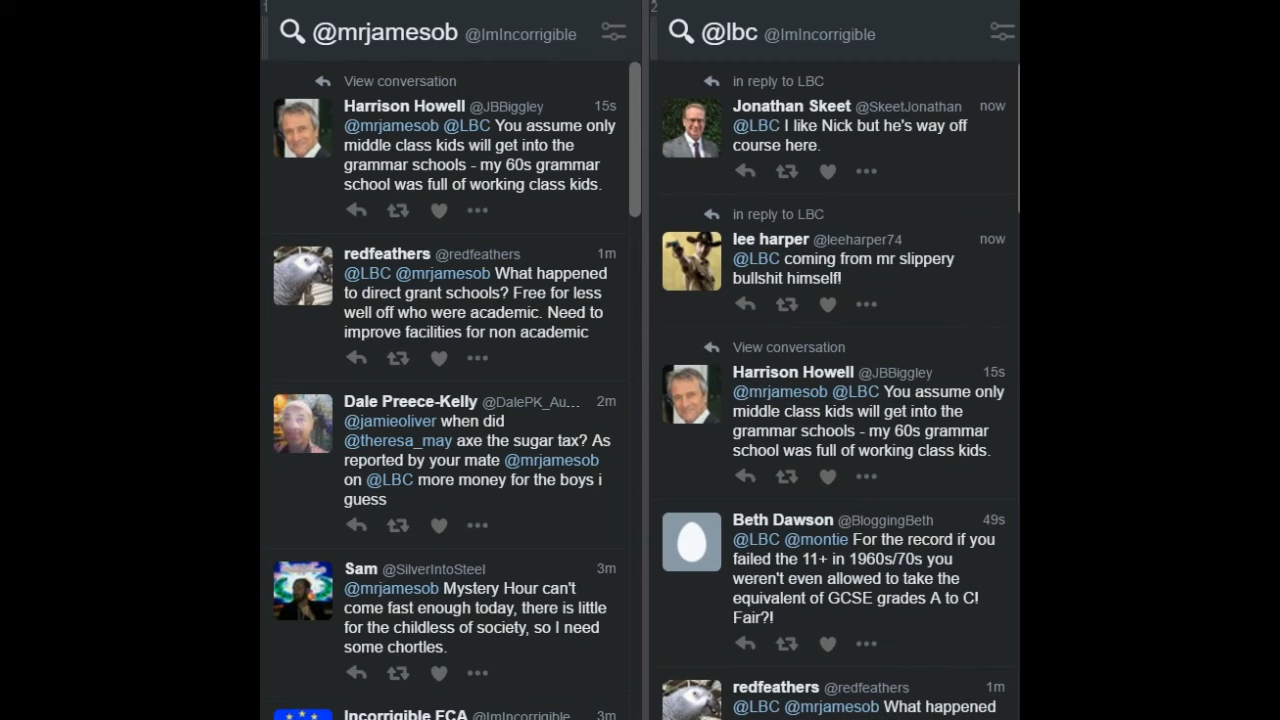 1
@mrjamesob @ImIncorrigible
View conversation
Harrison Howell @JBBiggley 15s
@mrjamesob @LBC You assume only
middle class kids will get into the
grammar schools - my 60s grammar
school was full of working class kids.
redfeathers @redfeathers 1m
@LBC @mrjamesob What happened
to direct grant schools? Free for less
well off who were academic. Need to
improve facilities for non academic
Dale Preece-Kelly @DalePK_Au... 2m
@jamieoliver when did
@theresa_may axe the sugar tax? As
reported by your mate @mrjamesob
on @LBC more money for the boys i
guess
Sam @SilverIntoSteel 3m
@mrjamesob Mystery Hour can't
come fast enough today, there is little
for the childless of society, so I need
some chortles.
Incorrigible FCA @ImIncorrigible 3m
2
@lbc @ImIncorrigible
in reply to LBC
Jonathan Skeet @SkeetJonathan now
@LBC I like Nick but he's way off
course here.
in reply to LBC
lee harper @leeharper74 now
@LBC coming from mr slippery
bullshit himself!
View conversation
Harrison Howell @JBBiggley 15s
@mrjamesob @LBC You assume only
middle class kids will get into the
grammar schools - my 60s grammar
school was full of working class kids.
Beth Dawson @BloggingBeth 49s
@LBC @montie For the record if you
failed the 11+ in 1960s/70s you
weren't even allowed to take the
equivalent of GCSE grades A to C!
Fair?!
redfeathers @redfeathers 1m
@LBC @mrjamesob What happened